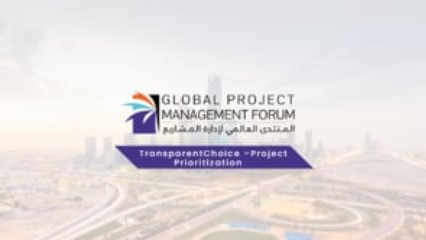 GLOBAL PROJECT
MANAGEMENT FORUM
المنتدى العالمي لإدارة المشاريع
TransparentChoice -Project
Prioritization